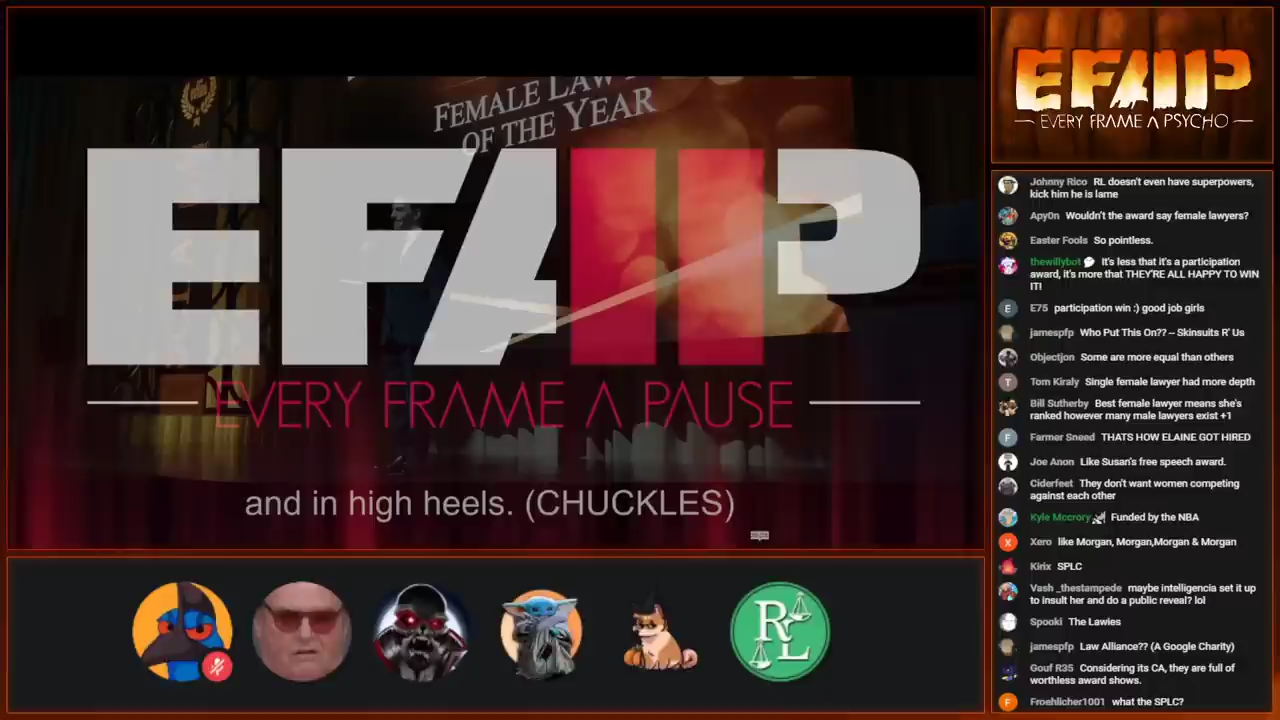 FEMALE LAW
OF THE YEAR
EFAP
EVERY FRAME A PAUSE
and in high heels. (CHUCKLES)
RL
EFAP
EVERY FRAME A PSYCHO
Johnny Rico RL doesn't even have superpowers,
kick him he is lame
Apy0n Wouldn't the award say female lawyers?
Easter Fools So pointless.
thewillybot It's less that it's a participation
award, it's more that THEY'RE ALL HAPPY TO WIN
IT!
E E75 participation win :) good job girls
jamespfp Who Put This On?? -- Skinsuits R' Us
Objectjon Some are more equal than others
T Tom Kiraly Single female lawyer had more depth
Bill Sutherby Best female lawyer means she's
ranked however many male lawyers exist +1
F Farmer Sneed THATS HOW ELAINE GOT HIRED
Joe Anon Like Susan's free speech award.
Ciderfeet They don't want women competing
against each other
Kyle Mccrory Funded by the NBA
X Xero like Morgan, Morgan,Morgan & Morgan
Kirix SPLC
Vash_thestampede maybe intelligencia set it up
to insult her and do a public reveal? lol
Spooki The Lawies
jamespfp Law Alliance?? (A Google Charity)
Gouf R35 Considering its CA, they are full of
worthless award shows.
F Froehlicher1001 what the SPLC?